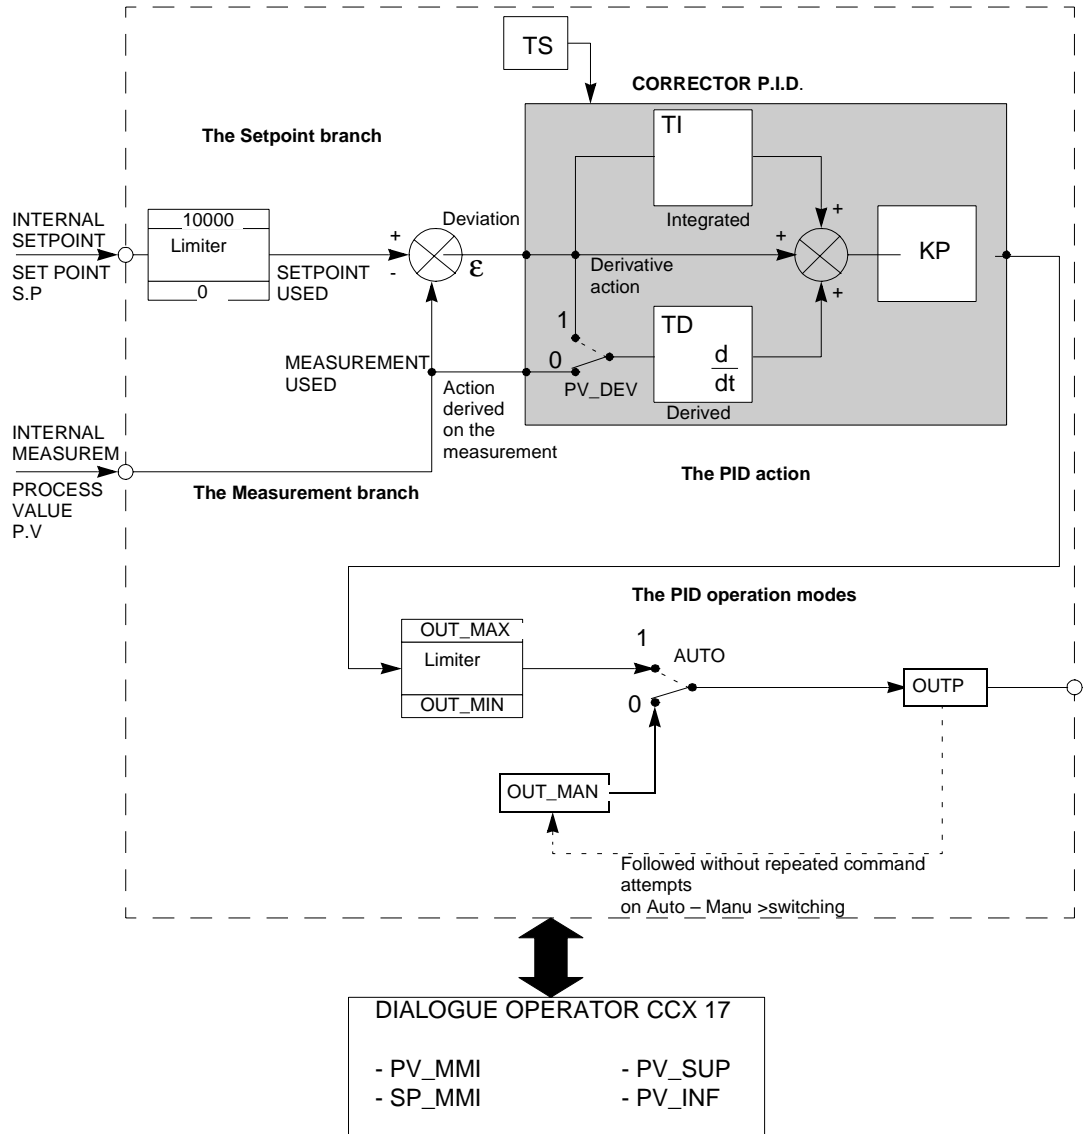 TS
CORRECTOR P.I.D.
The Setpoint branch
TI
Integrated
INTERNAL
SETPOINT
SET POINT
S.P
10000
Limiter
0
SETPOINT
USED
+
-
Deviation
ε
+
+
+
KP
Derivative
action
1
0
PV_DEV
TD
d
dt
Derived
MEASUREMENT
USED
Action
derived
on the
measurement
INTERNAL
MEASUREM
PROCESS
VALUE
P.V
The Measurement branch
The PID action
The PID operation modes
OUT_MAX
Limiter
OUT_MIN
1
AUTO
0
OUTP
OUT_MAN
Followed without repeated command
attempts
on Auto – Manu >switching
DIALOGUE OPERATOR CCX 17
- PV_MMI
- SP_MMI
- PV_SUP
- PV_INF